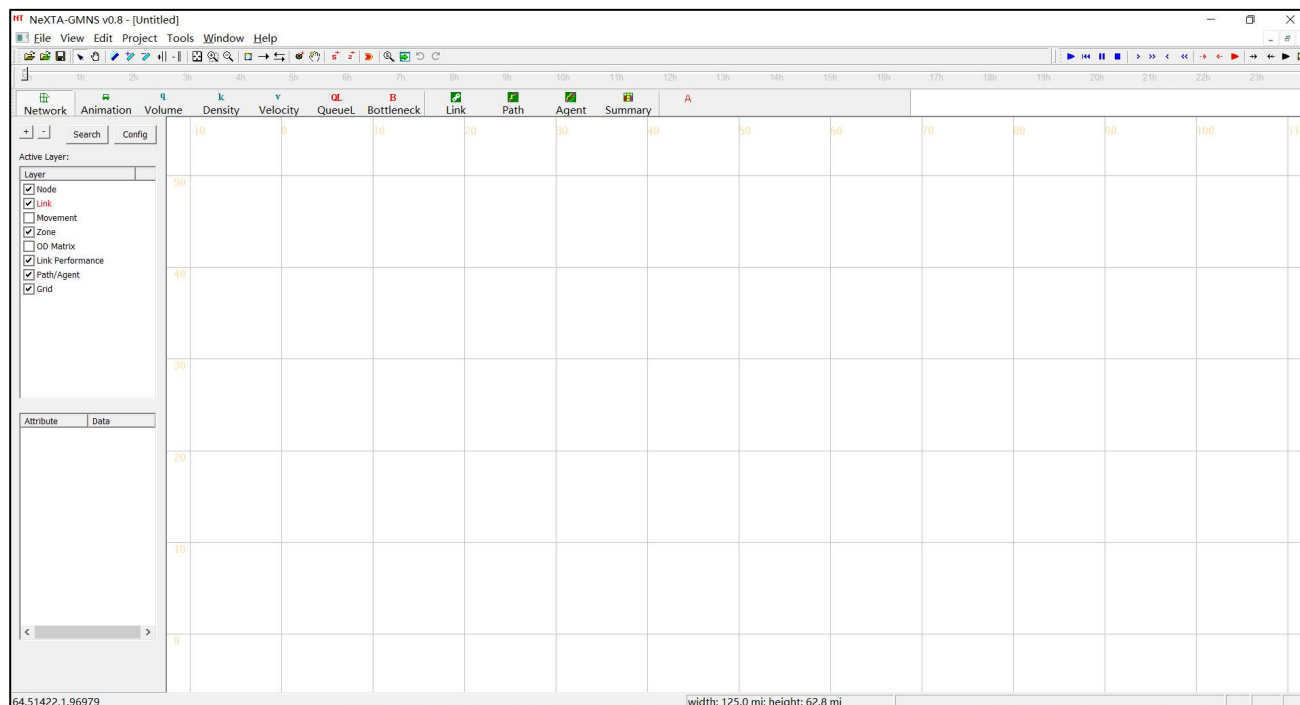 NeXTA-GMNS v0.8 - [Untitled]
File View Edit Project Tools Window Help
1h 2h 3h 4h 5h 6h 7h 8h 9h 10h 11h 12h 13h 14h 15h 16h 17h 18h 19h 20h 21h 22h 23h
q k v QL B A
Network Animation Volume Density Velocity QueueL Bottleneck Link Path Agent Summary
+ - Search Config
-10 0 10 20 30 40 50 60 70 80 90 100
Active Layer:
Layer
Node
Link
Movement
Zone
OD Matrix
Link Performance
Path/Agent
Grid
50
40
30
20
10
0
Attribute Data
64.51422,1.96979
width: 125.0 mi; height: 62.8 mi